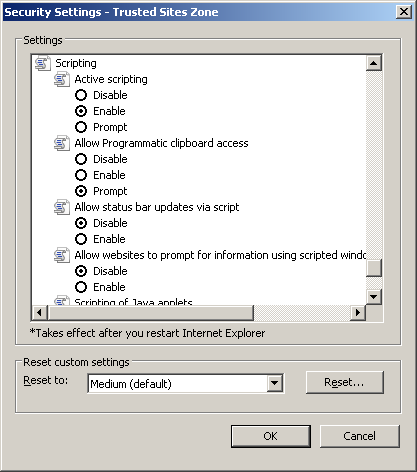 Security Settings - Trusted Sites Zone
Settings
Scripting
Active scripting
Disable
Enable
Prompt
Allow Programmatic clipboard access
Disable
Enable
Prompt
Allow status bar updates via script
Disable
Enable
Allow websites to prompt for information using scripted windo
Disable
Enable
Scripting of Java applets
*Takes effect after you restart Internet Explorer
Reset custom settings
Reset to: Medium (default) Reset...
OK Cancel